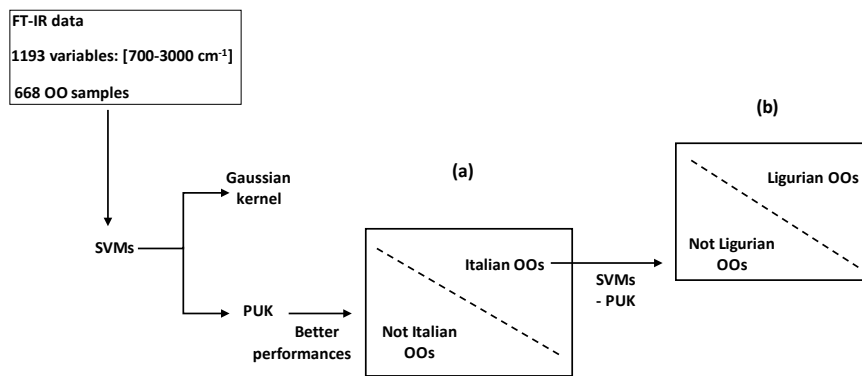 FT-IR data
1193 variables: [700-3000 cm⁻¹]
668 OO samples
SVMs
Gaussian
kernel
PUK
Better
performances
(a)
Italian OOs
Not Italian
OOs
SVMs
- PUK
(b)
Ligurian OOs
Not Ligurian
OOs